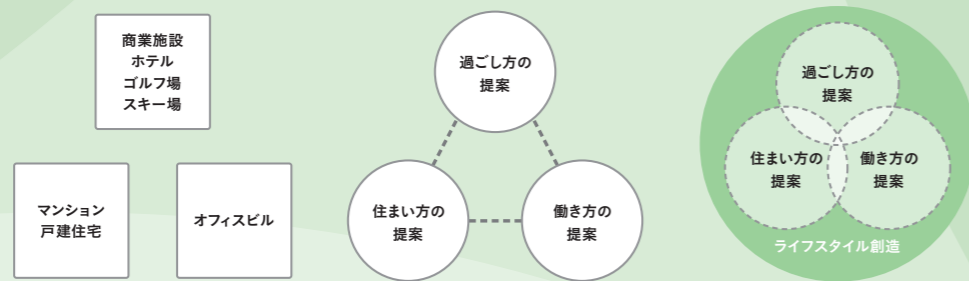 商業施設
ホテル
ゴルフ場
スキー場
マンション
戸建住宅
オフィスビル
過ごし方の
提案
住まい方の
提案
働き方の
提案
過ごし方の
提案
住まい方の
提案
働き方の
提案
ライフスタイル創造